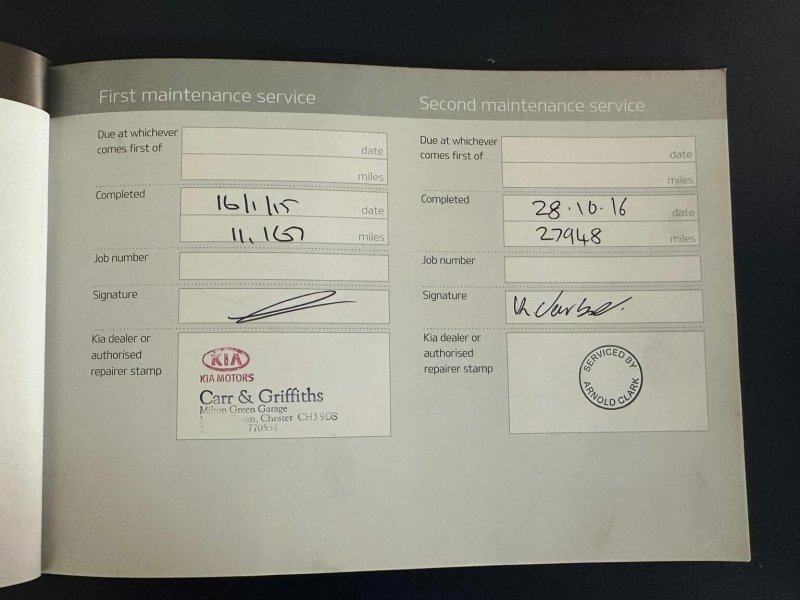 First maintenance service
Due at whichever
comes first of
date
miles
Completed
16/1/15
date
miles
Job number
Signature
Kia dealer or
authorised
repairer stamp
KIA
KIA MOTORS
Carr & Griffiths
Milton Green Garage
Chester CH3 9DS
Second maintenance service
Due at whichever
comes first of
date
miles
Completed
28.10.16
date
27948
miles
Job number
Signature
Kia dealer or
authorised
repairer stamp
SERVICED BY
ARNOLD CLARK